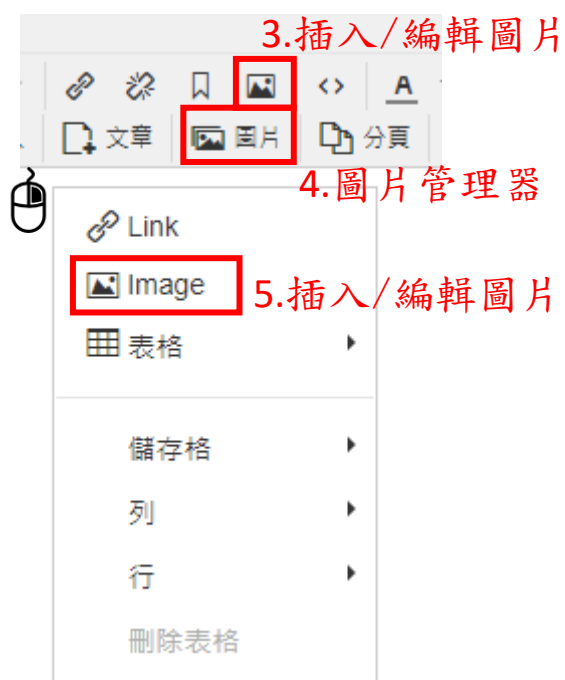 3.插入/編輯圖片
A
文章 圖片 分頁
4.圖片管理器
Link
Image
5.插入/編輯圖片
表格
儲存格
列
行
刪除表格